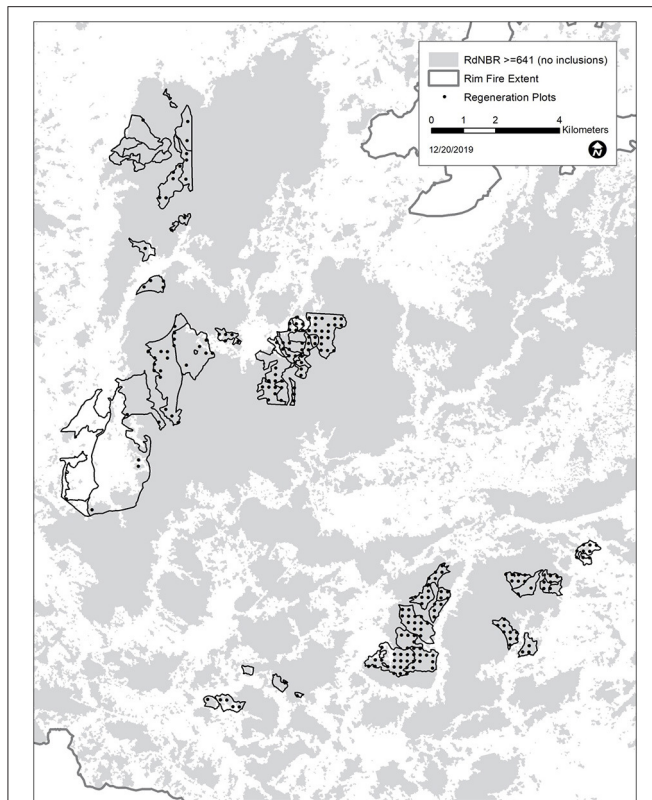 RdNBR >=641 (no inclusions)
Rim Fire Extent
Regeneration Plots
0 1 2 4
Kilometers
12/20/2019
N